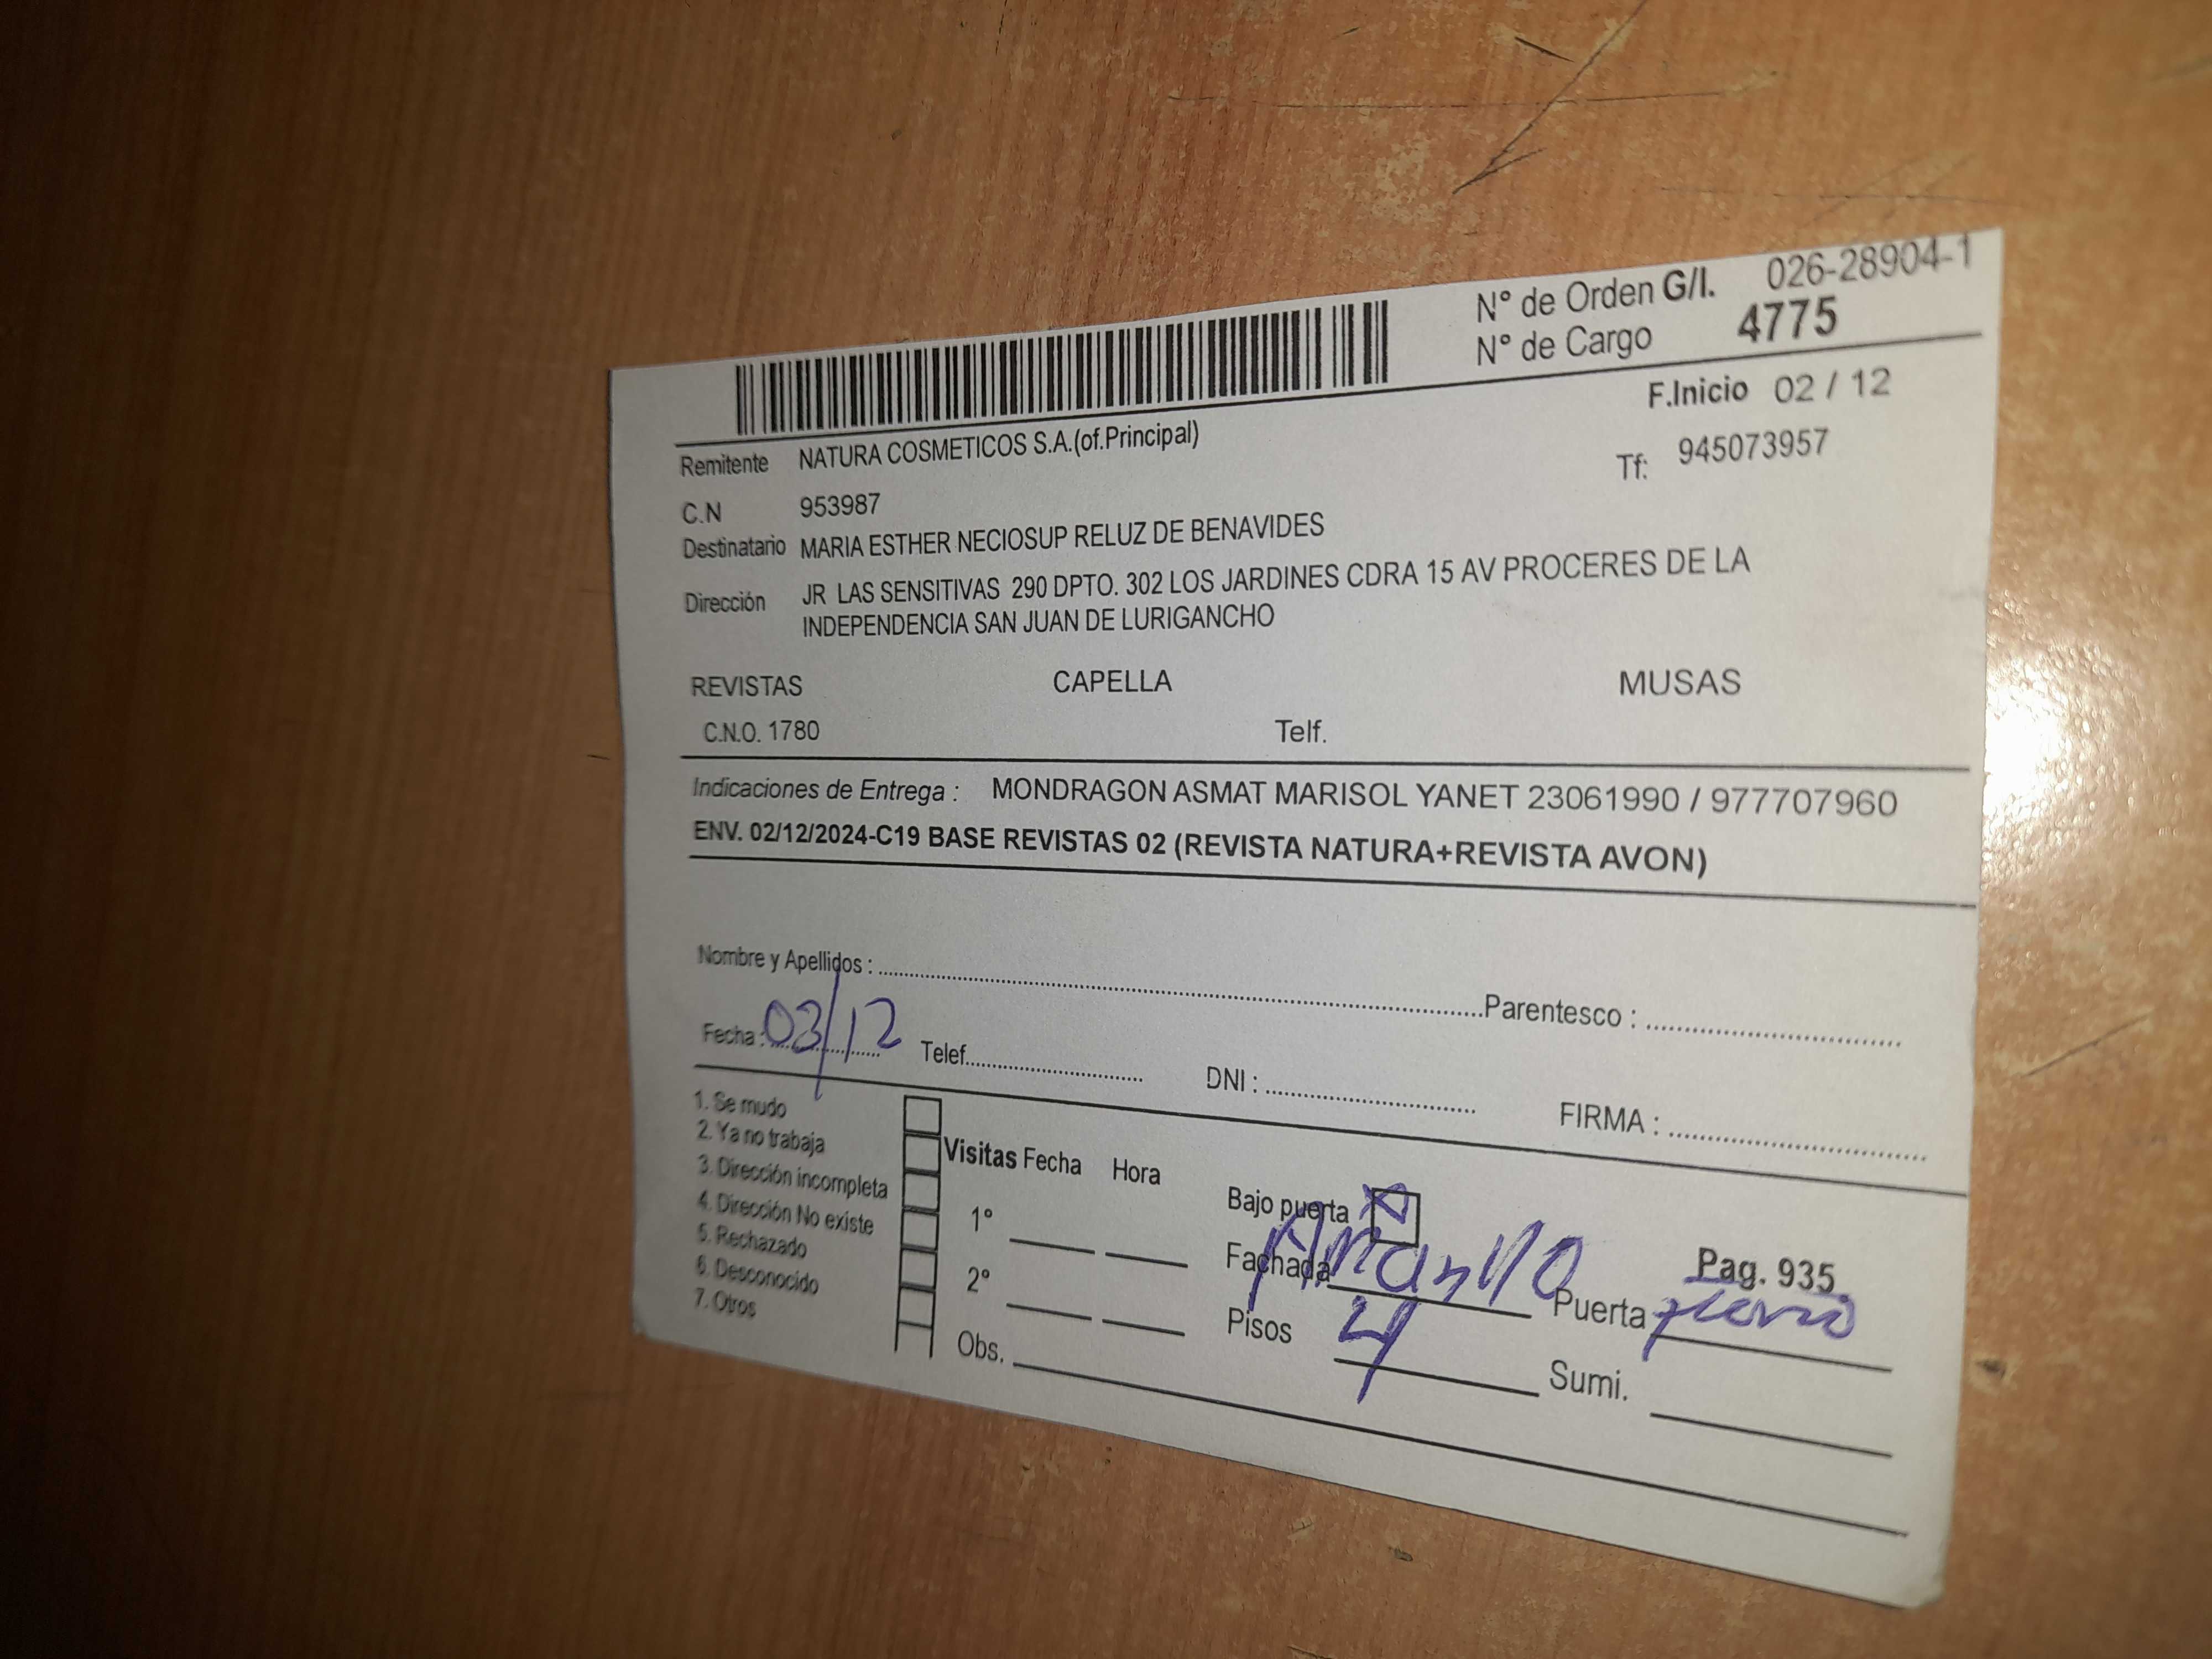 N° de Orden G/I. 026-28904-1
N° de Cargo 4775
F.Inicio 02 / 12
Remitente NATURA COSMETICOS S.A.(of.Principal)
Tf: 945073957
C.N 953987
Destinatario MARIA ESTHER NECIOSUP RELUZ DE BENAVIDES
Dirección JR LAS SENSITIVAS 290 DPTO. 302 LOS JARDINES CDRA 15 AV PROCERES DE LA
INDEPENDENCIA SAN JUAN DE LURIGANCHO
REVISTAS CAPELLA MUSAS
C.N.O. 1780 Telf.
Indicaciones de Entrega : MONDRAGON ASMAT MARISOL YANET 23061990 / 977707960
ENV. 02/12/2024-C19 BASE REVISTAS 02 (REVISTA NATURA+REVISTA AVON)
Nombre y Apellidos : Parentesco :
Fecha : 03/12 Telef. DNI : FIRMA :
1. Se mudo
2. Ya no trabaja
3. Dirección incompleta
4. Dirección No existe
5. Rechazado
6. Desconocido
7. Otros
Visitas Fecha Hora
1°
2°
Obs.
Bajo puerta X
Pag. 935
Fachada Puerta
Pisos 4 Sumi.